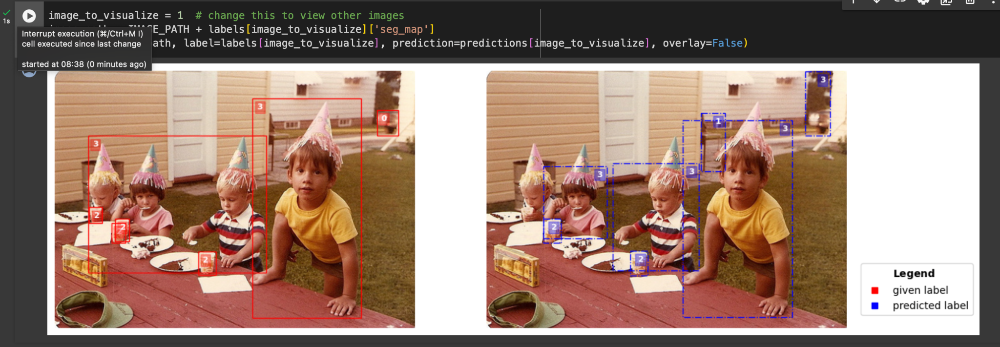 1s
image_to_visualize = 1  # change this to view other images
E_PATH + labels[image_to_visualize]['seg_map']
ath, label=labels[image_to_visualize], prediction=predictions[image_to_visualize], overlay=False)
Interrupt execution (⌘/Ctrl+M I)
cell executed since last change
started at 08:38 (0 minutes ago)
3
0
3
2
2
2
3
1
3
3
3
2
2
Legend
given label
predicted label